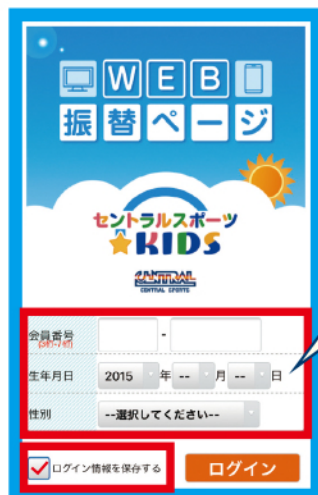 WEB
振替ページ
セントラルスポーツ
KIDS
CENTRAL
CENTRAL SPORTS
会員番号 -
生年月日 2015 年 -- 月 -- 日
性別 --選択してください--
ログイン情報を保存する ログイン